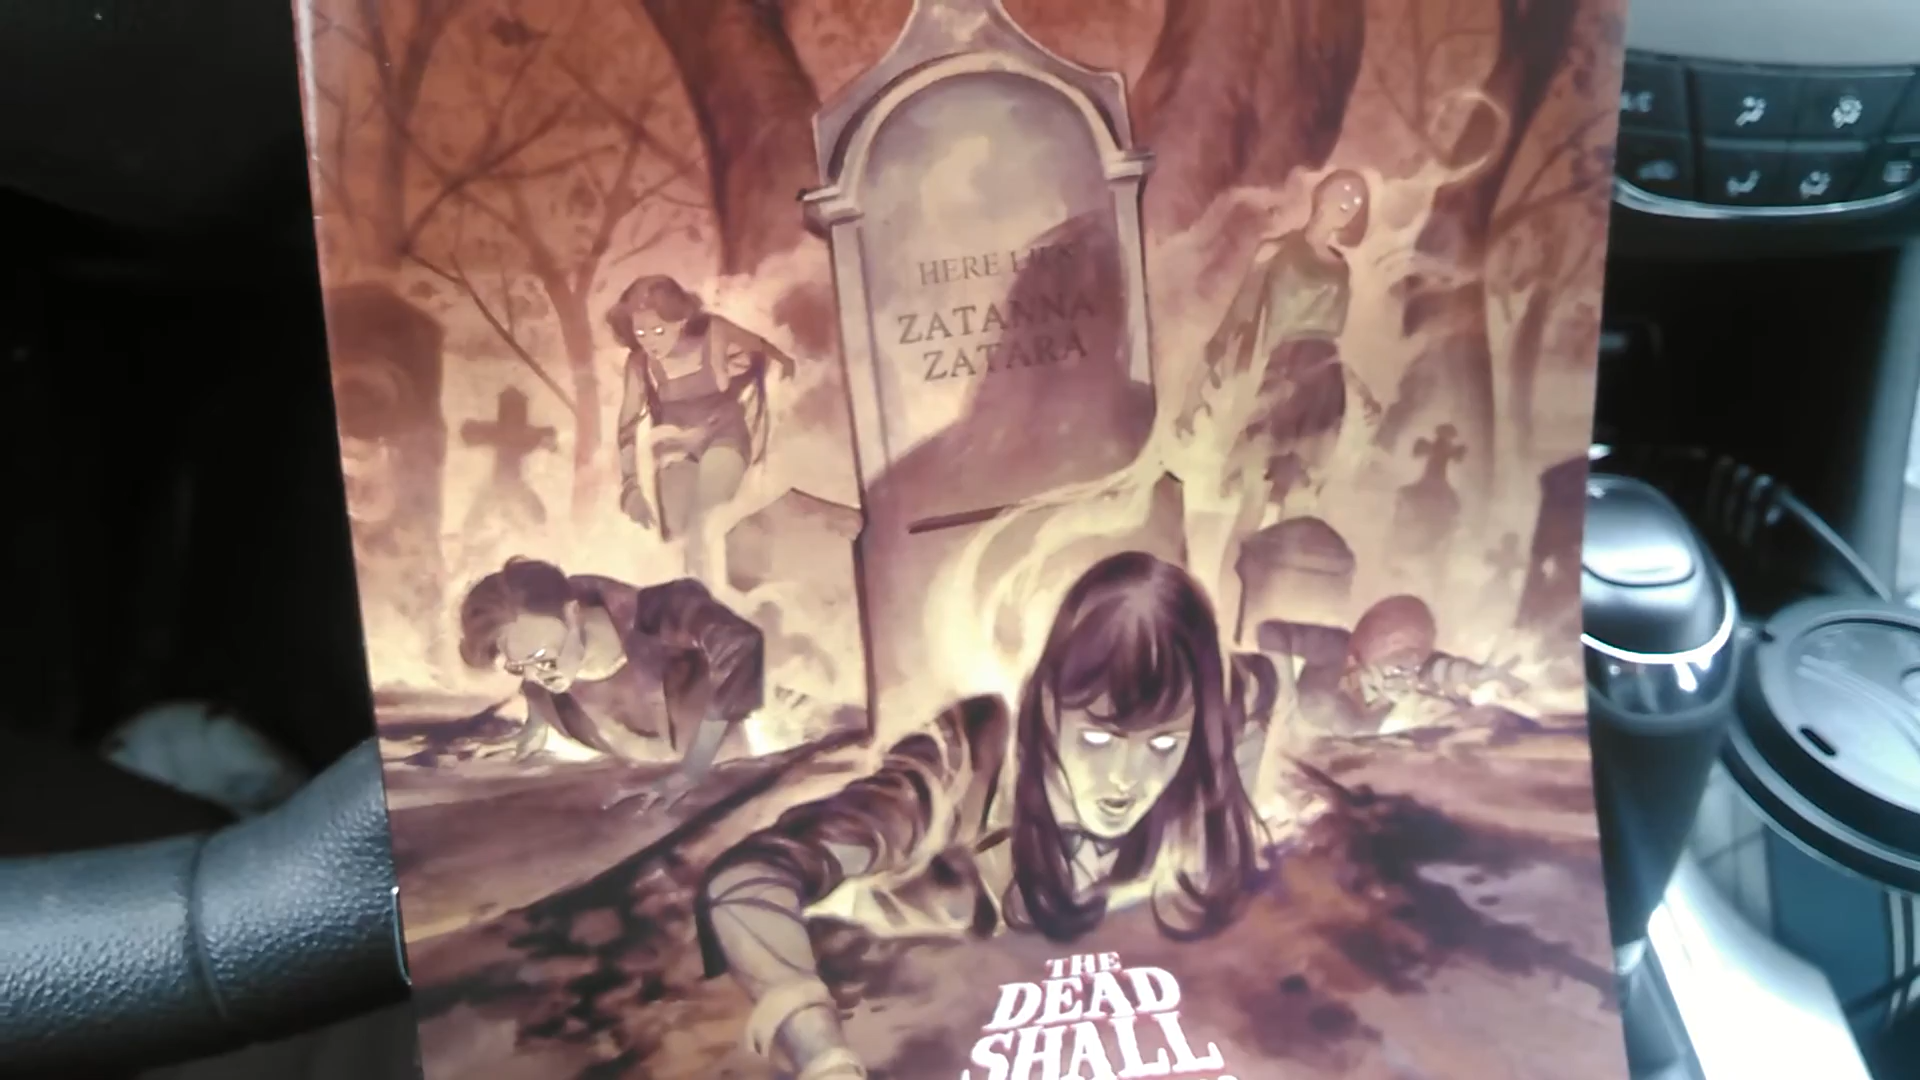 HERE LIES
ZATANNA
ZATARA
THE
DEAD
SHALL